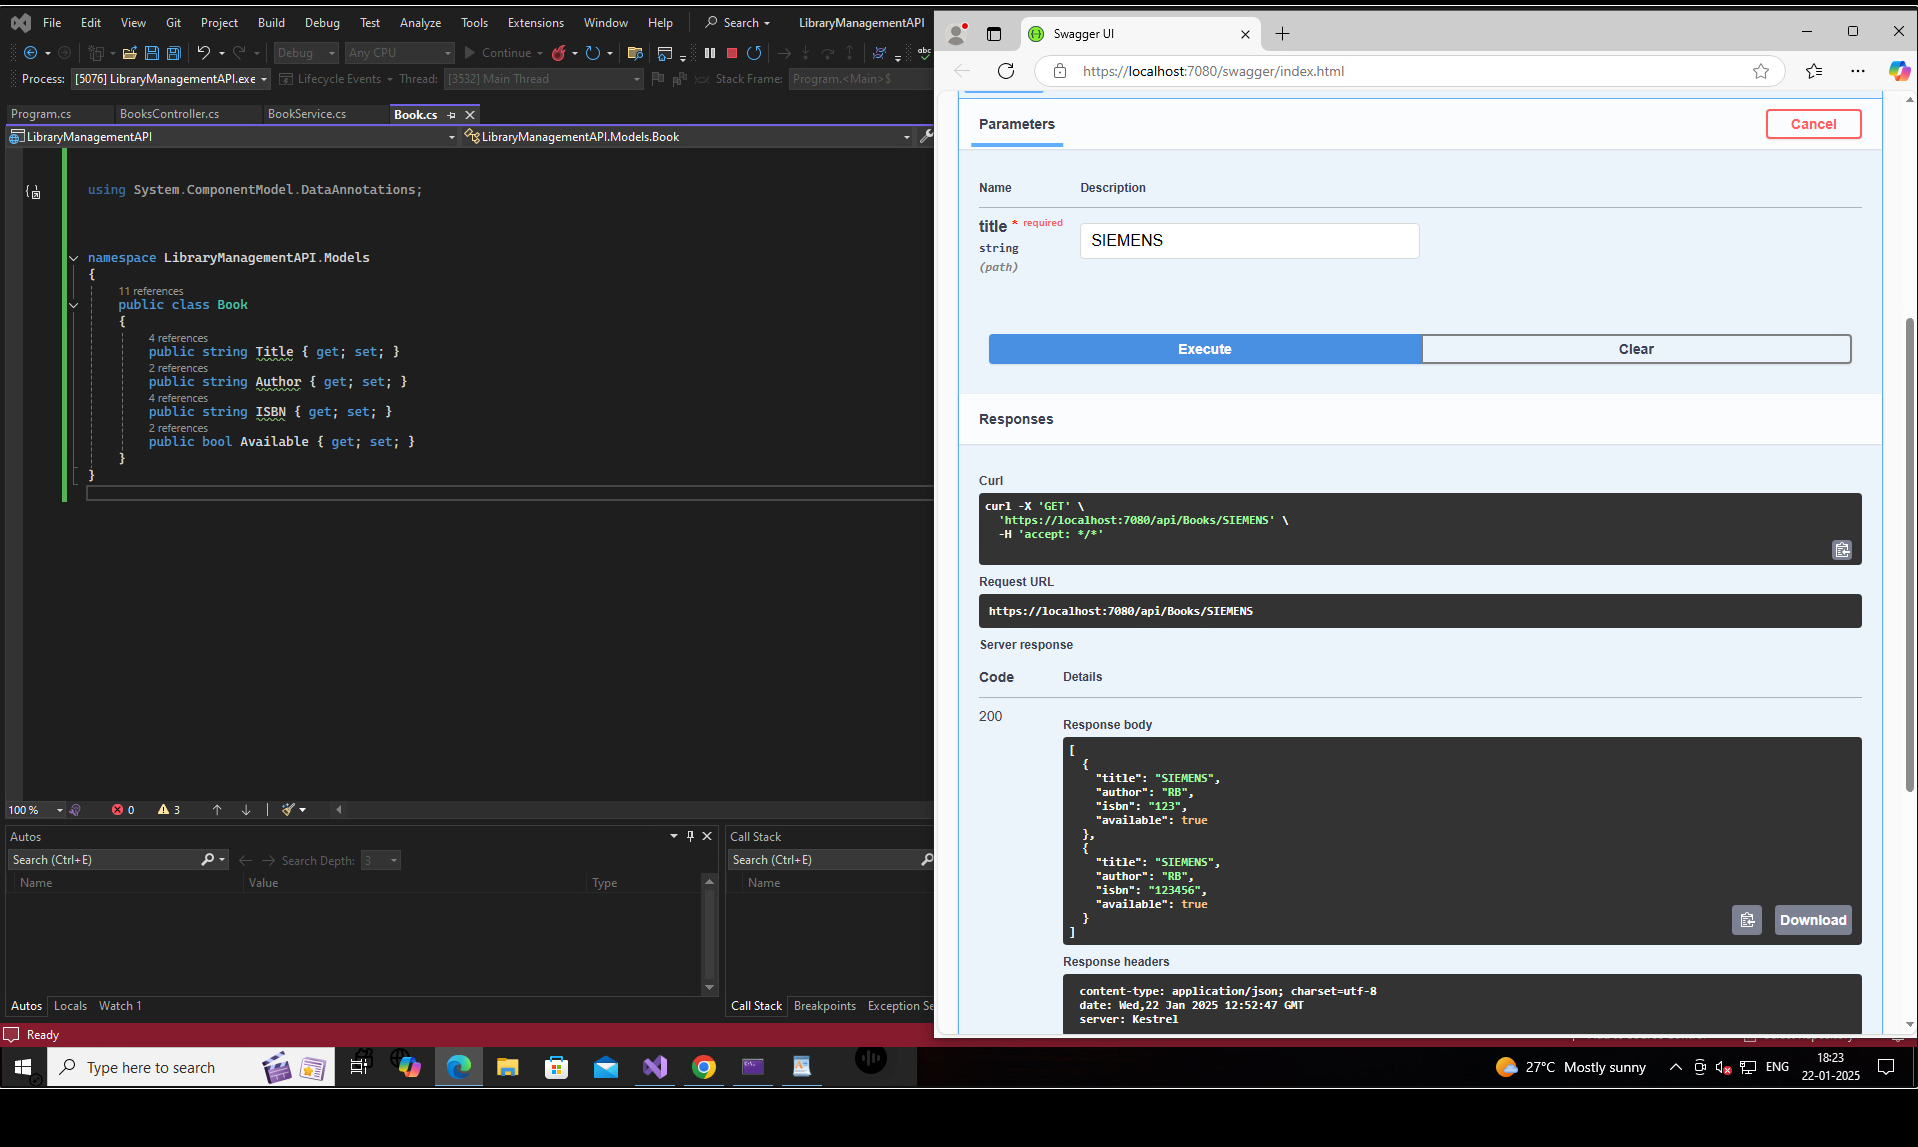 File Edit View Git Project Build Debug Test Analyze Tools Extensions Window Help Search LibraryManagementAPI
Debug Any CPU Continue
Process: [5076] LibraryManagementAPI.exe Lifecycle Events Thread: [3532] Main Thread Stack Frame: Program.<Main>$
Program.cs BooksController.cs BookService.cs Book.cs
LibraryManagementAPI LibraryManagementAPI.Models.Book
using System.ComponentModel.DataAnnotations;
namespace LibraryManagementAPI.Models
{
11 references
public class Book
{
4 references
public string Title { get; set; }
2 references
public string Author { get; set; }
4 references
public string ISBN { get; set; }
2 references
public bool Available { get; set; }
}
}
100 % 0 3
Autos
Search (Ctrl+E) Search Depth: 3
Name Value Type
Autos Locals Watch 1
Call Stack
Search (Ctrl+E)
Name
Call Stack Breakpoints Exception Se
Ready
Swagger UI
https://localhost:7080/swagger/index.html
Parameters
Cancel
Name Description
title * required
string
(path)
SIEMENS
Execute Clear
Responses
Curl
curl -X 'GET' \
'https://localhost:7080/api/Books/SIEMENS' \
-H 'accept: */*'
Request URL
https://localhost:7080/api/Books/SIEMENS
Server response
Code Details
200
Response body
[
{
"title": "SIEMENS",
"author": "RB",
"isbn": "123",
"available": true
},
{
"title": "SIEMENS",
"author": "RB",
"isbn": "123456",
"available": true
}
]
Download
Response headers
content-type: application/json; charset=utf-8
date: Wed,22 Jan 2025 12:52:47 GMT
server: Kestrel
Type here to search
27°C Mostly sunny
ENG
18:23
22-01-2025